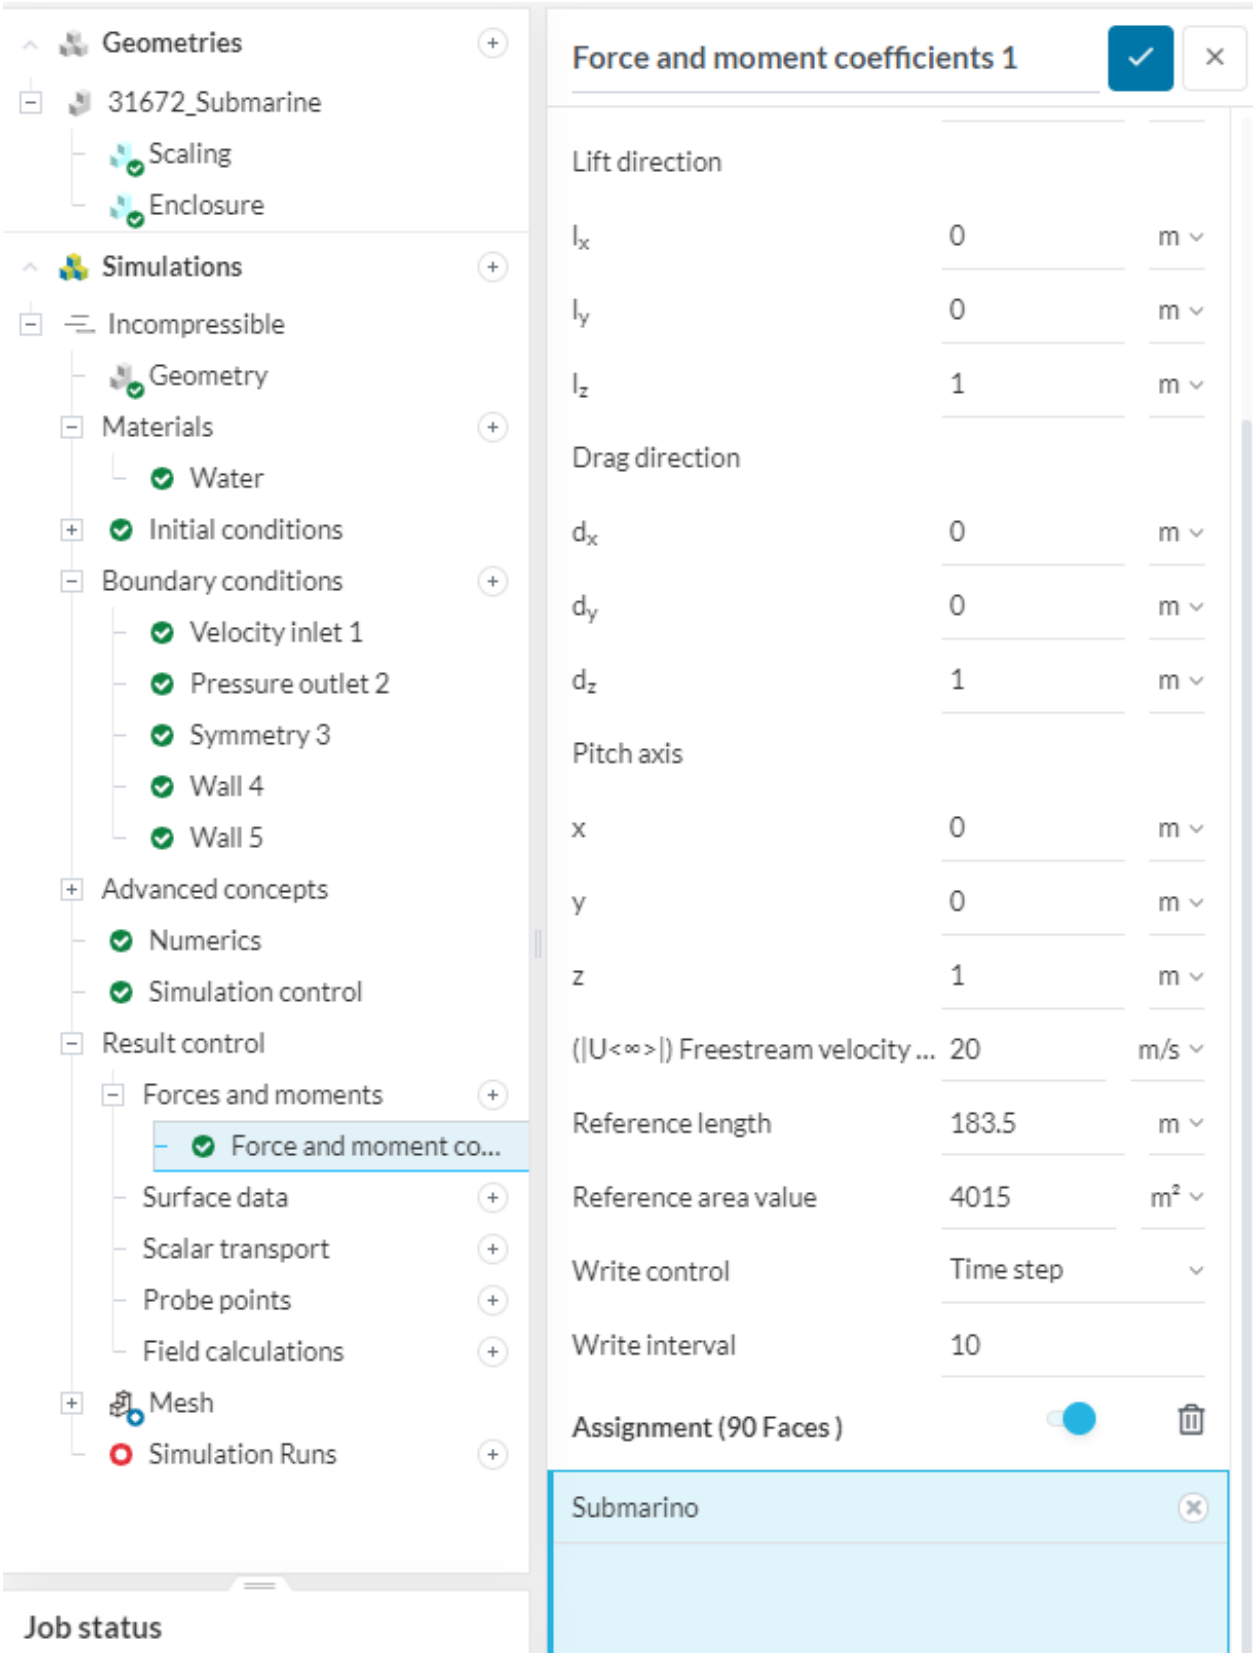 Geometries
31672_Submarine
Scaling
Enclosure
Simulations
Incompressible
Geometry
Materials
Water
Initial conditions
Boundary conditions
Velocity inlet 1
Pressure outlet 2
Symmetry 3
Wall 4
Wall 5
Advanced concepts
Numerics
Simulation control
Result control
Forces and moments
Force and moment co...
Surface data
Scalar transport
Probe points
Field calculations
Mesh
Simulation Runs
Job status
Force and moment coefficients 1
Lift direction
lx 0 m
ly 0 m
lz 1 m
Drag direction
dx 0 m
dy 0 m
dz 1 m
Pitch axis
x 0 m
y 0 m
z 1 m
(|U<∞>|) Freestream velocity ... 20 m/s
Reference length 183.5 m
Reference area value 4015 m²
Write control Time step
Write interval 10
Assignment (90 Faces )
Submarino